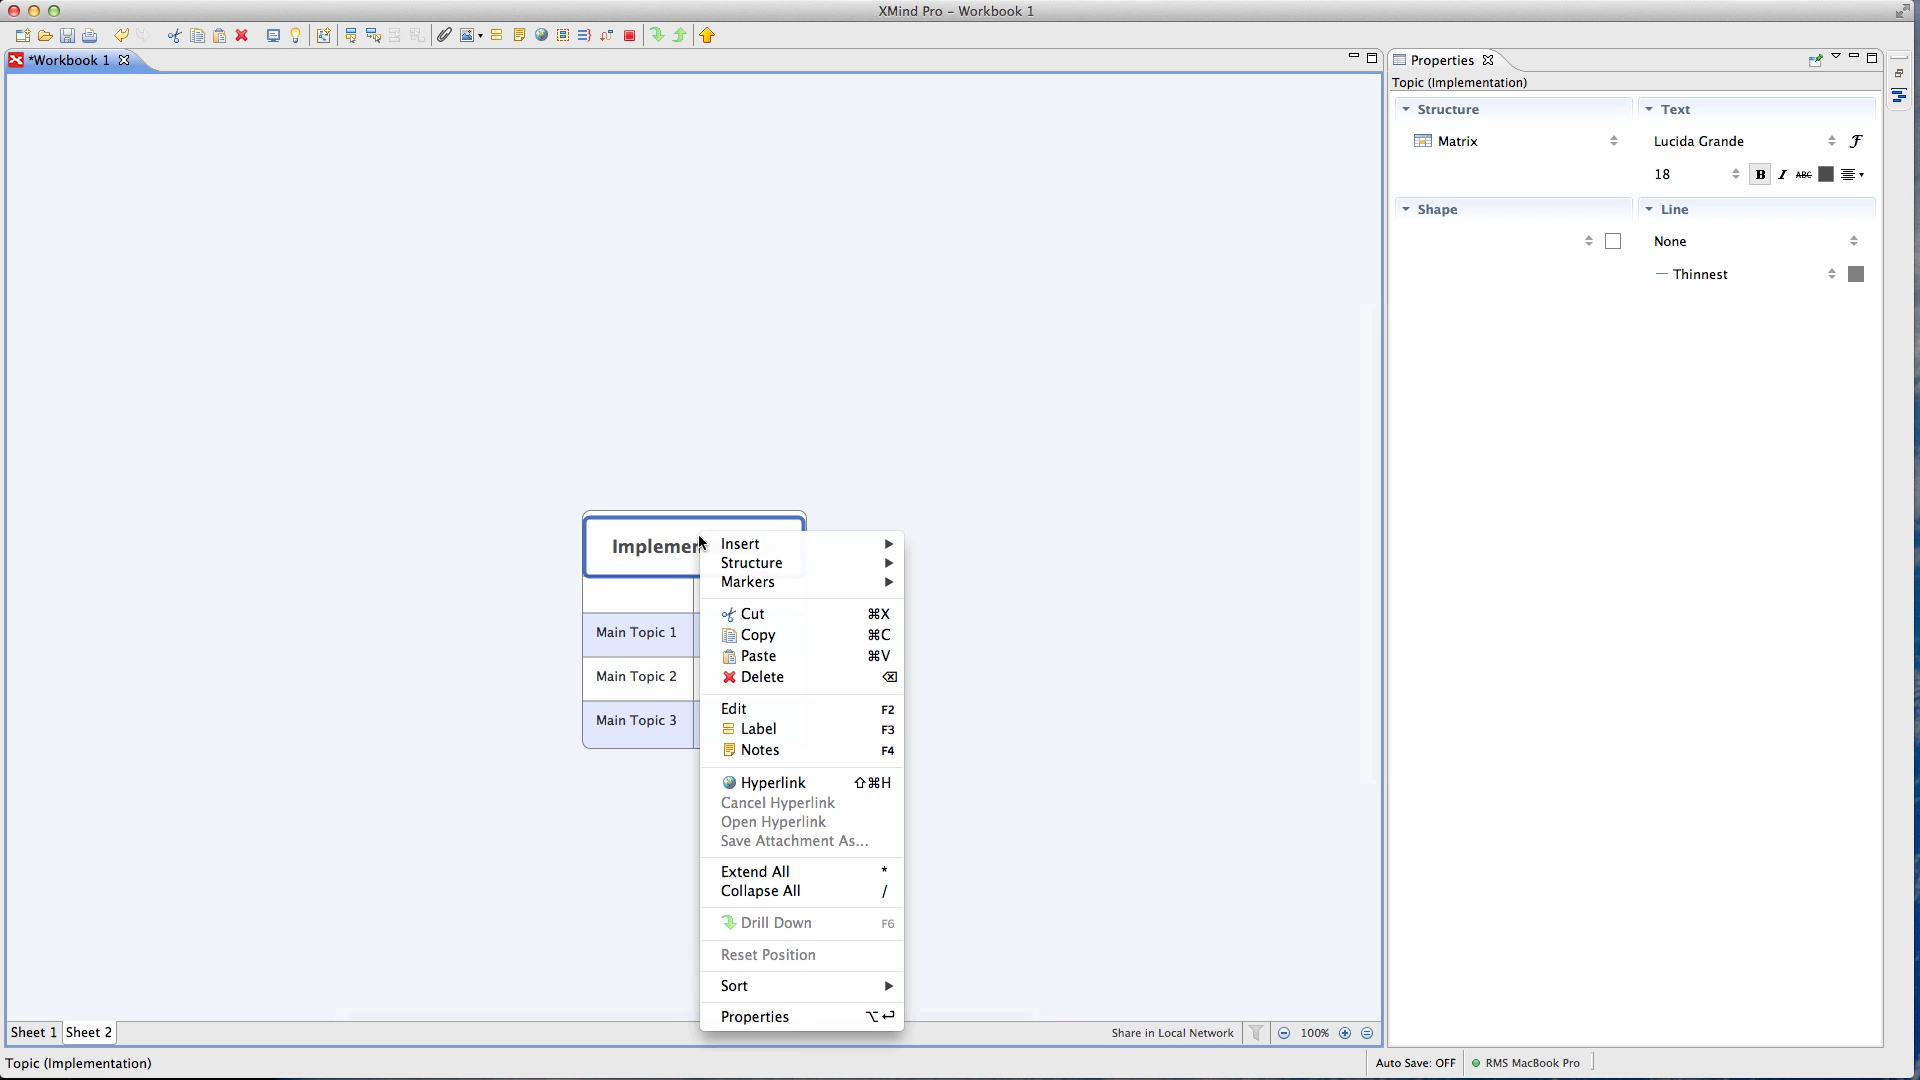 XMind Pro - Workbook 1
*Workbook 1
Properties
Topic (Implementation)
Structure
Text
Matrix
Lucida Grande
F
18
B I ABC
Shape
Line
None
Thinnest
Implemen
Main Topic 1
Main Topic 2
Main Topic 3
Insert
Structure
Markers
Cut ⌘X
Copy ⌘C
Paste ⌘V
Delete ⌫
Edit F2
Label F3
Notes F4
Hyperlink ⇧⌘H
Cancel Hyperlink
Open Hyperlink
Save Attachment As...
Extend All *
Collapse All /
Drill Down F6
Reset Position
Sort
Properties ⌥↩
Sheet 1 Sheet 2
Share in Local Network
100%
Topic (Implementation)
Auto Save: OFF
RMS MacBook Pro